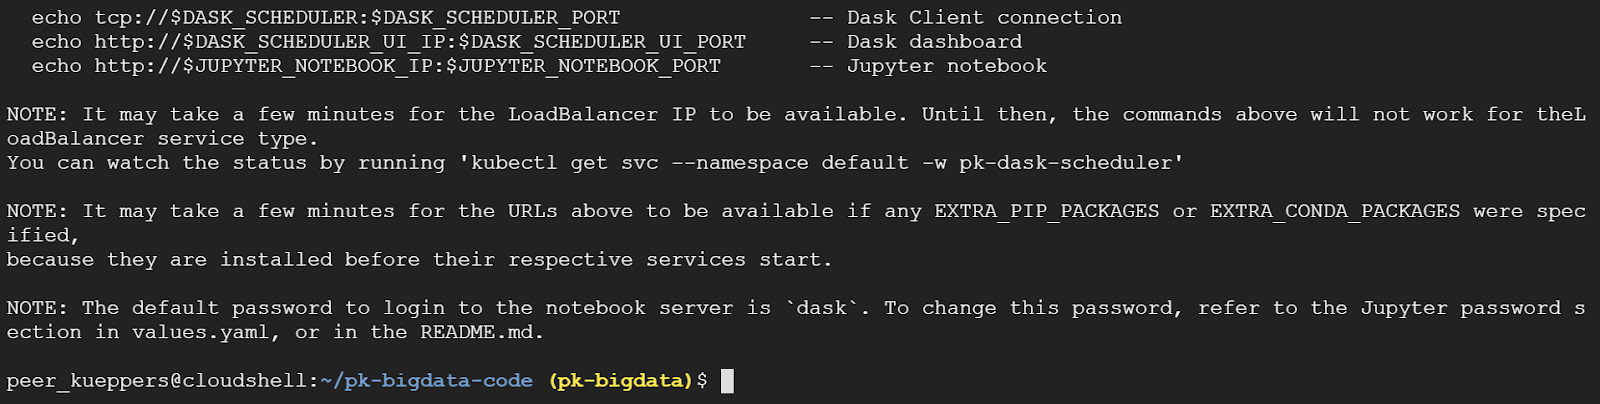 echo tcp://$DASK_SCHEDULER:$DASK_SCHEDULER_PORT -- Dask Client connection
echo http://$DASK_SCHEDULER_UI_IP:$DASK_SCHEDULER_UI_PORT -- Dask dashboard
echo http://$JUPYTER_NOTEBOOK_IP:$JUPYTER_NOTEBOOK_PORT -- Jupyter notebook
NOTE: It may take a few minutes for the LoadBalancer IP to be available. Until then, the commands above will not work for theL
oadBalancer service type.
You can watch the status by running 'kubectl get svc --namespace default -w pk-dask-scheduler'
NOTE: It may take a few minutes for the URLs above to be available if any EXTRA_PIP_PACKAGES or EXTRA_CONDA_PACKAGES were spec
ified,
because they are installed before their respective services start.
NOTE: The default password to login to the notebook server is `dask`. To change this password, refer to the Jupyter password s
ection in values.yaml, or in the README.md.
peer_kueppers@cloudshell:~/pk-bigdata-code (pk-bigdata)$